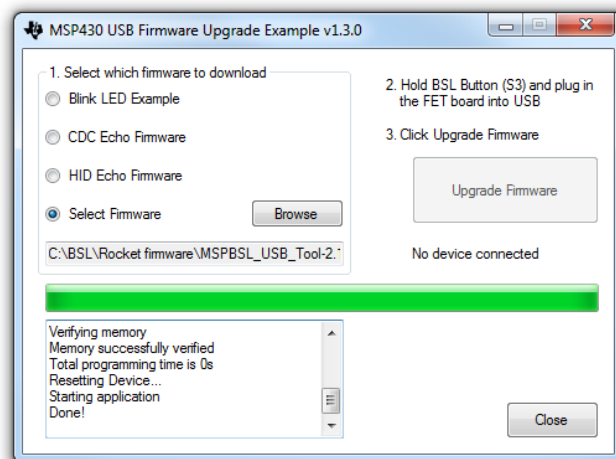 MSP430 USB Firmware Upgrade Example v1.3.0
1. Select which firmware to download
Blink LED Example
CDC Echo Firmware
HID Echo Firmware
Select Firmware
Browse
C:\BSL\Rocket firmware\MSPBSL_USB_Tool-2.
2. Hold BSL Button (S3) and plug in
the FET board into USB
3. Click Upgrade Firmware
Upgrade Firmware
No device connected
Verifying memory
Memory successfully verified
Total programming time is 0s
Resetting Device...
Starting application
Done!
Close